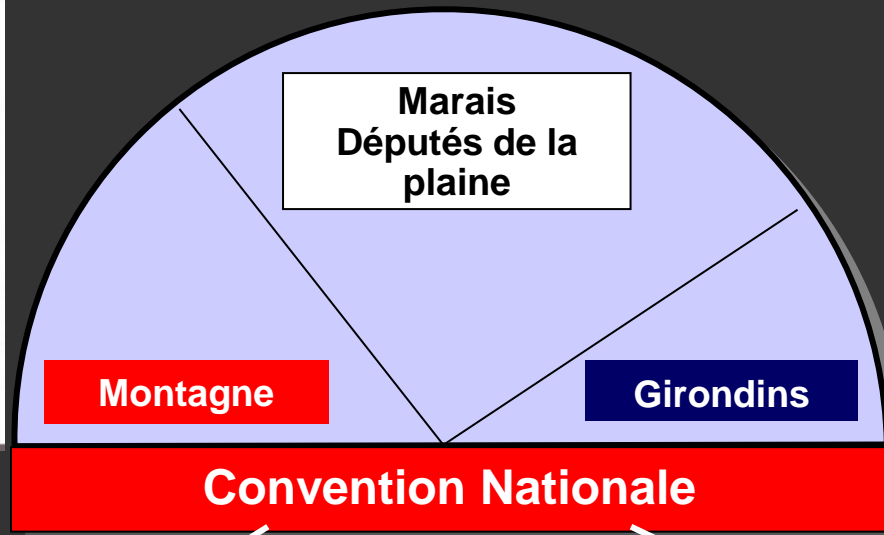 Marais
Députés de la
plaine
Montagne
Girondins
Convention Nationale